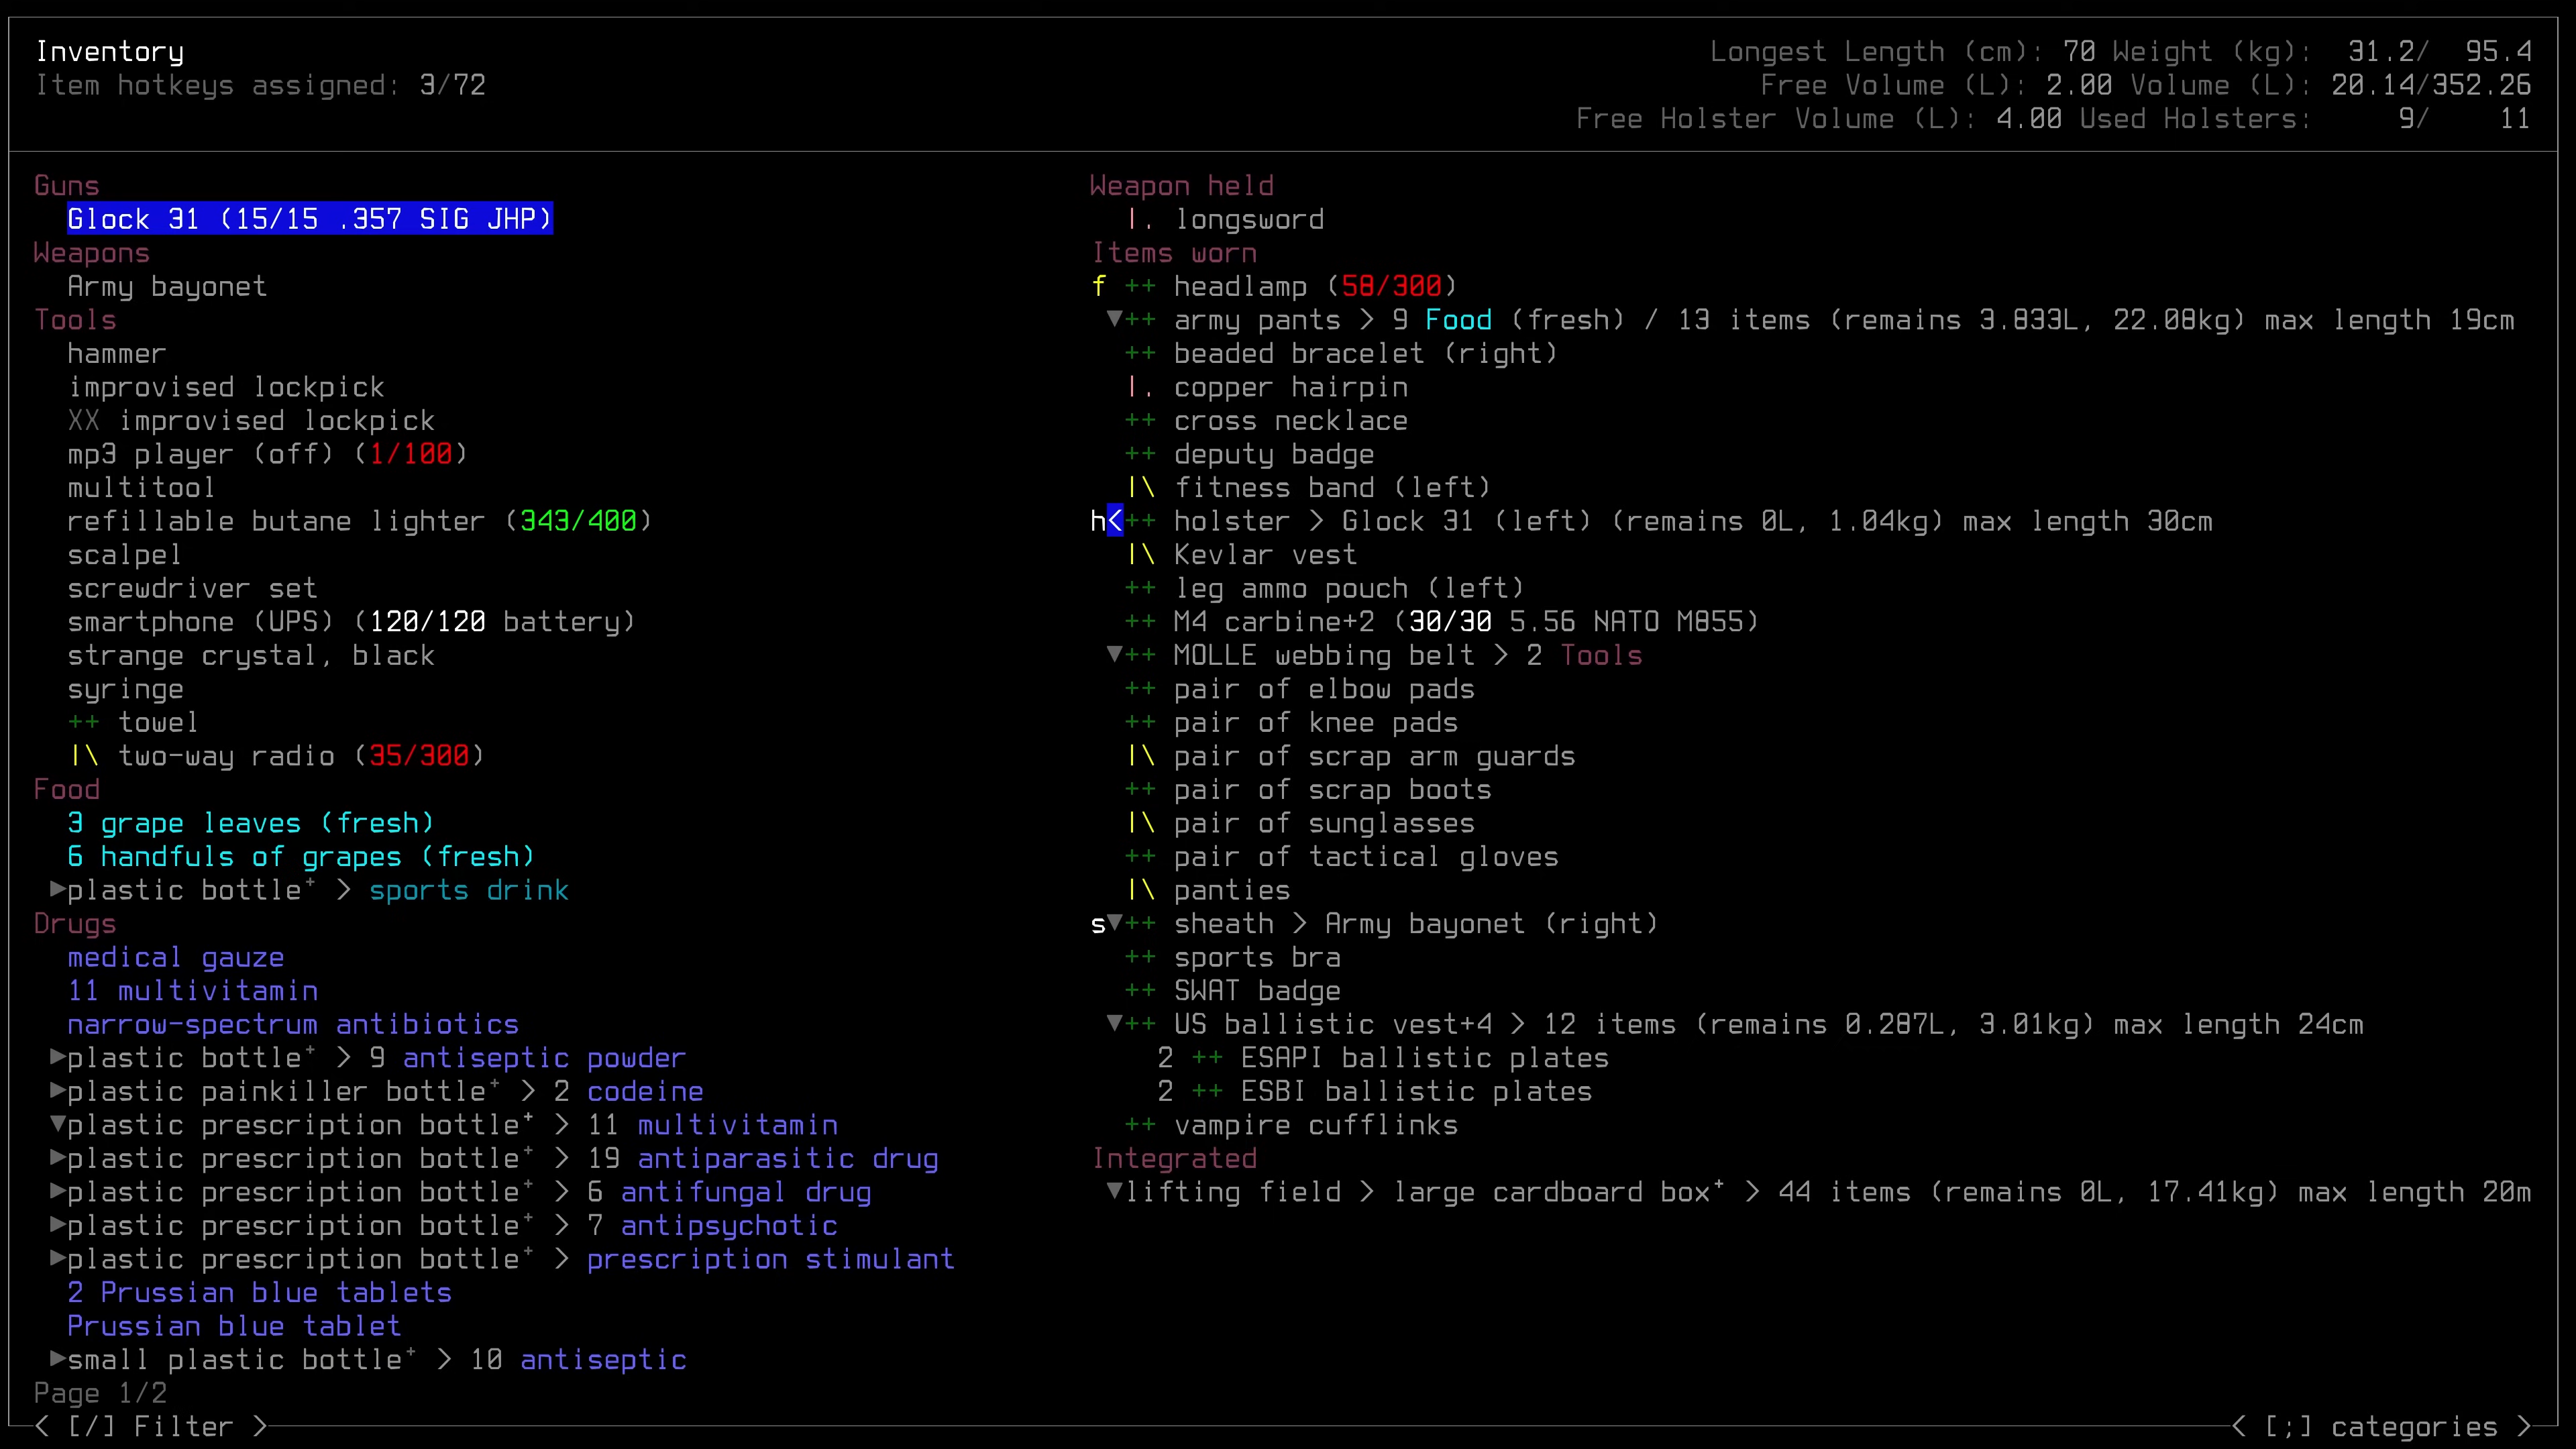 Inventory
Item hotkeys assigned: 3/72
Longest Length (cm): 70 Weight (kg): 31.2/ 95.4
Free Volume (L): 2.00 Volume (L): 20.14/352.26
Free Holster Volume (L): 4.00 Used Holsters: 9/ 11
Guns
Glock 31 (15/15 .357 SIG JHP)
Weapons
Army bayonet
Tools
hammer
improvised lockpick
XX improvised lockpick
mp3 player (off) (1/100)
multitool
refillable butane lighter (343/400)
scalpel
screwdriver set
smartphone (UPS) (120/120 battery)
strange crystal, black
syringe
++ towel
|\ two-way radio (35/300)
Food
3 grape leaves (fresh)
6 handfuls of grapes (fresh)
▶plastic bottle⁺ > sports drink
Drugs
medical gauze
11 multivitamin
narrow-spectrum antibiotics
▶plastic bottle⁺ > 9 antiseptic powder
▶plastic painkiller bottle⁺ > 2 codeine
▼plastic prescription bottle⁺ > 11 multivitamin
▶plastic prescription bottle⁺ > 19 antiparasitic drug
▶plastic prescription bottle⁺ > 6 antifungal drug
▶plastic prescription bottle⁺ > 7 antipsychotic
▶plastic prescription bottle⁺ > prescription stimulant
2 Prussian blue tablets
Prussian blue tablet
▶small plastic bottle⁺ > 10 antiseptic
Page 1/2
Weapon held
|. longsword
Items worn
f ++ headlamp (58/300)
▼++ army pants > 9 Food (fresh) / 13 items (remains 3.833L, 22.08kg) max length 19cm
++ beaded bracelet (right)
|. copper hairpin
++ cross necklace
++ deputy badge
|\ fitness band (left)
h<++ holster > Glock 31 (left) (remains 0L, 1.04kg) max length 30cm
|\ Kevlar vest
++ leg ammo pouch (left)
++ M4 carbine+2 (30/30 5.56 NATO M855)
▼++ MOLLE webbing belt > 2 Tools
++ pair of elbow pads
++ pair of knee pads
|\ pair of scrap arm guards
++ pair of scrap boots
|\ pair of sunglasses
++ pair of tactical gloves
|\ panties
s▼++ sheath > Army bayonet (right)
++ sports bra
++ SWAT badge
▼++ US ballistic vest+4 > 12 items (remains 0.287L, 3.01kg) max length 24cm
2 ++ ESAPI ballistic plates
2 ++ ESBI ballistic plates
++ vampire cufflinks
Integrated
▼lifting field > large cardboard box⁺ > 44 items (remains 0L, 17.41kg) max length 20m
< [/] Filter >
< [;] categories >